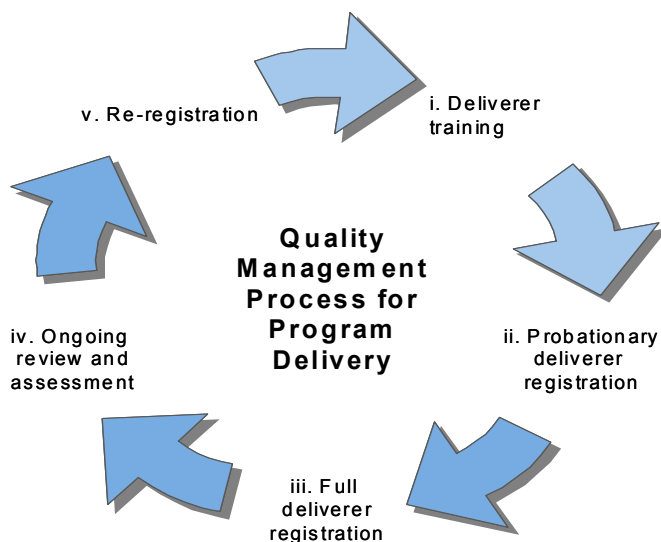 Quality
Management
Process for
Program
Delivery
i. Deliverer
training
ii. Probationary
deliverer
registration
iii. Full
deliverer
registration
iv. Ongoing
review and
assessment
v. Re-registration